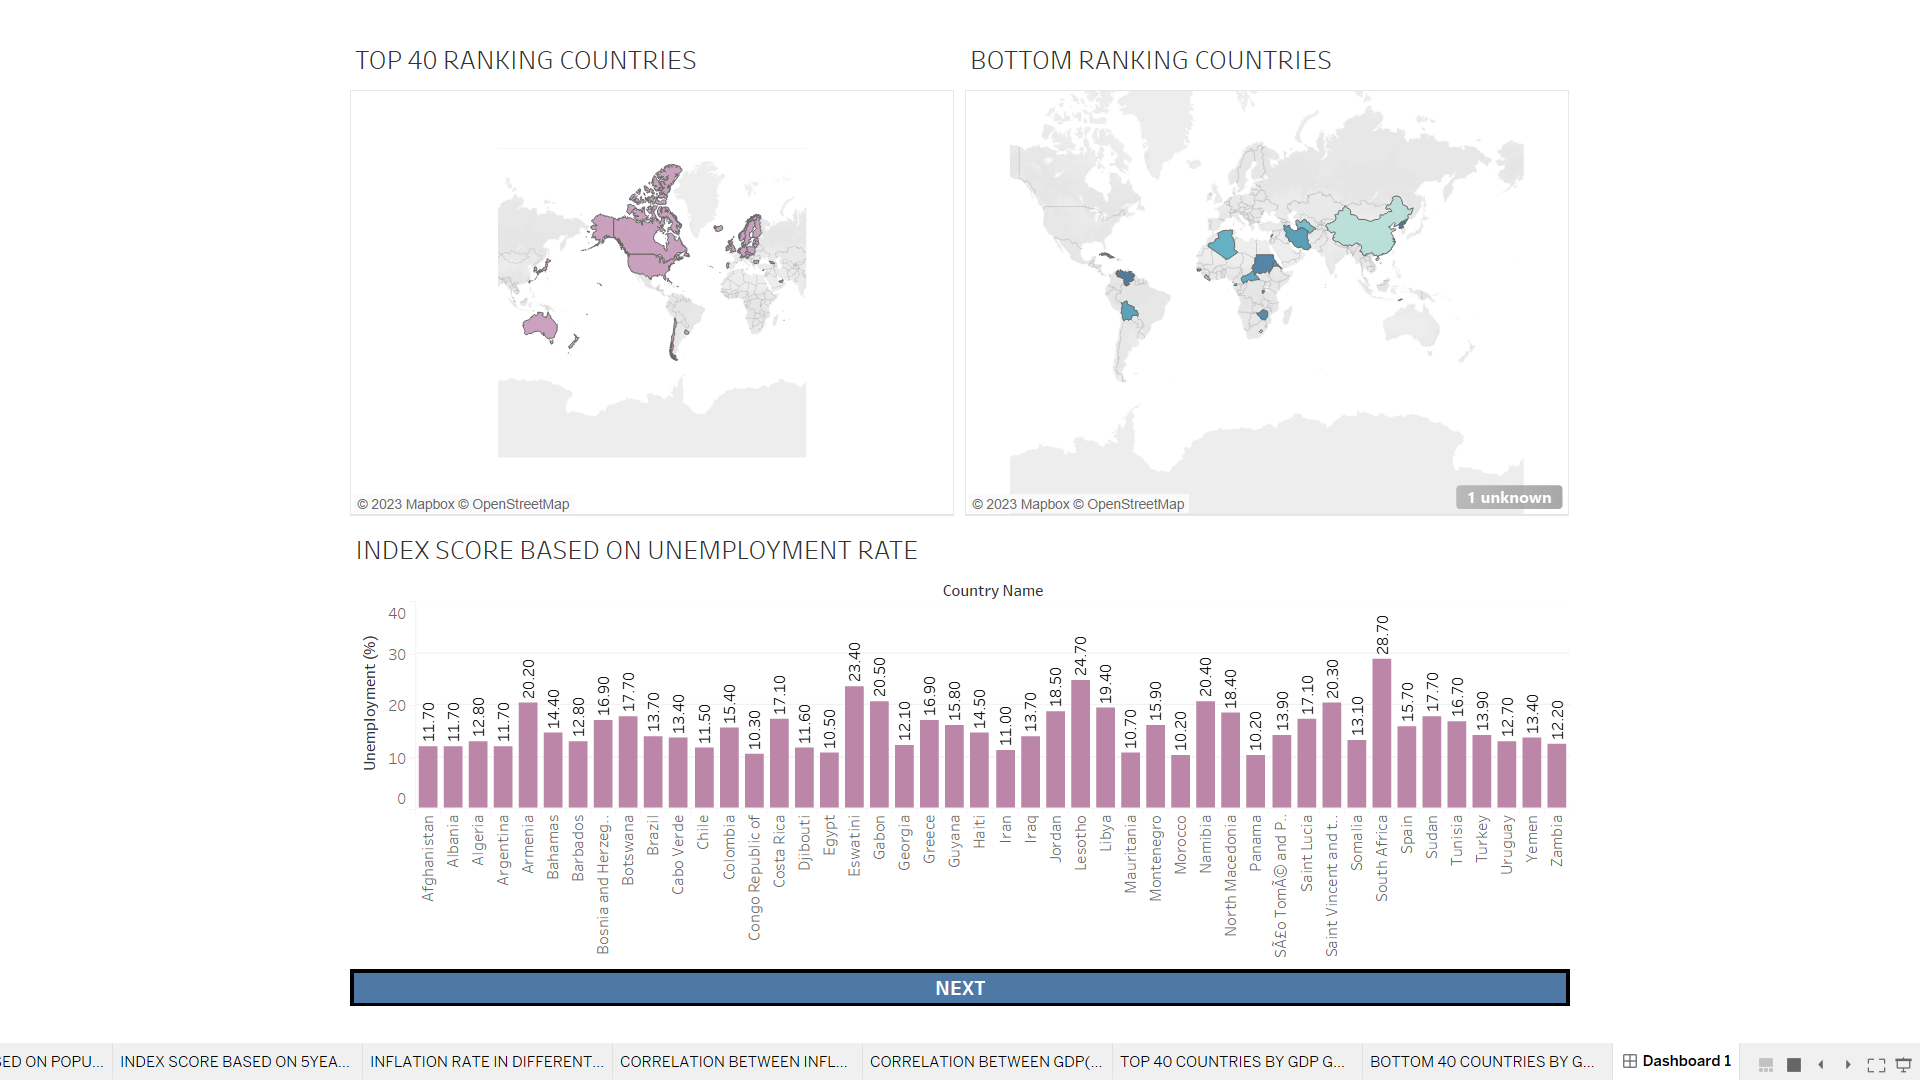 TOP 40 RANKING COUNTRIES
BOTTOM RANKING COUNTRIES
© 2023 Mapbox © OpenStreetMap
© 2023 Mapbox © OpenStreetMap
1 unknown
INDEX SCORE BASED ON UNEMPLOYMENT RATE
Country Name
Unemployment (%)
40
30
20
10
0
11.70
11.70
12.80
11.70
20.20
14.40
12.80
16.90
17.70
13.70
13.40
11.50
15.40
10.30
17.10
11.60
10.50
23.40
20.50
12.10
16.90
15.80
14.50
11.00
13.70
18.50
24.70
19.40
10.70
15.90
10.20
20.40
18.40
10.20
13.90
17.10
20.30
13.10
28.70
15.70
17.70
16.70
13.90
12.70
13.40
12.20
Afghanistan
Albania
Algeria
Argentina
Armenia
Bahamas
Barbados
Bosnia and Herzeg..
Botswana
Brazil
Cabo Verde
Chile
Colombia
Congo Republic of
Costa Rica
Djibouti
Egypt
Eswatini
Gabon
Georgia
Greece
Guyana
Haiti
Iran
Iraq
Jordan
Lesotho
Libya
Mauritania
Montenegro
Morocco
Namibia
North Macedonia
Panama
SÃ£o TomÃ© and P..
Saint Lucia
Saint Vincent and t..
Somalia
South Africa
Spain
Sudan
Tunisia
Turkey
Uruguay
Yemen
Zambia
NEXT
SED ON POPU...
INDEX SCORE BASED ON 5YEA...
INFLATION RATE IN DIFFERENT...
CORRELATION BETWEEN INFL...
CORRELATION BETWEEN GDP(...
TOP 40 COUNTRIES BY GDP G...
BOTTOM 40 COUNTRIES BY G...
Dashboard 1